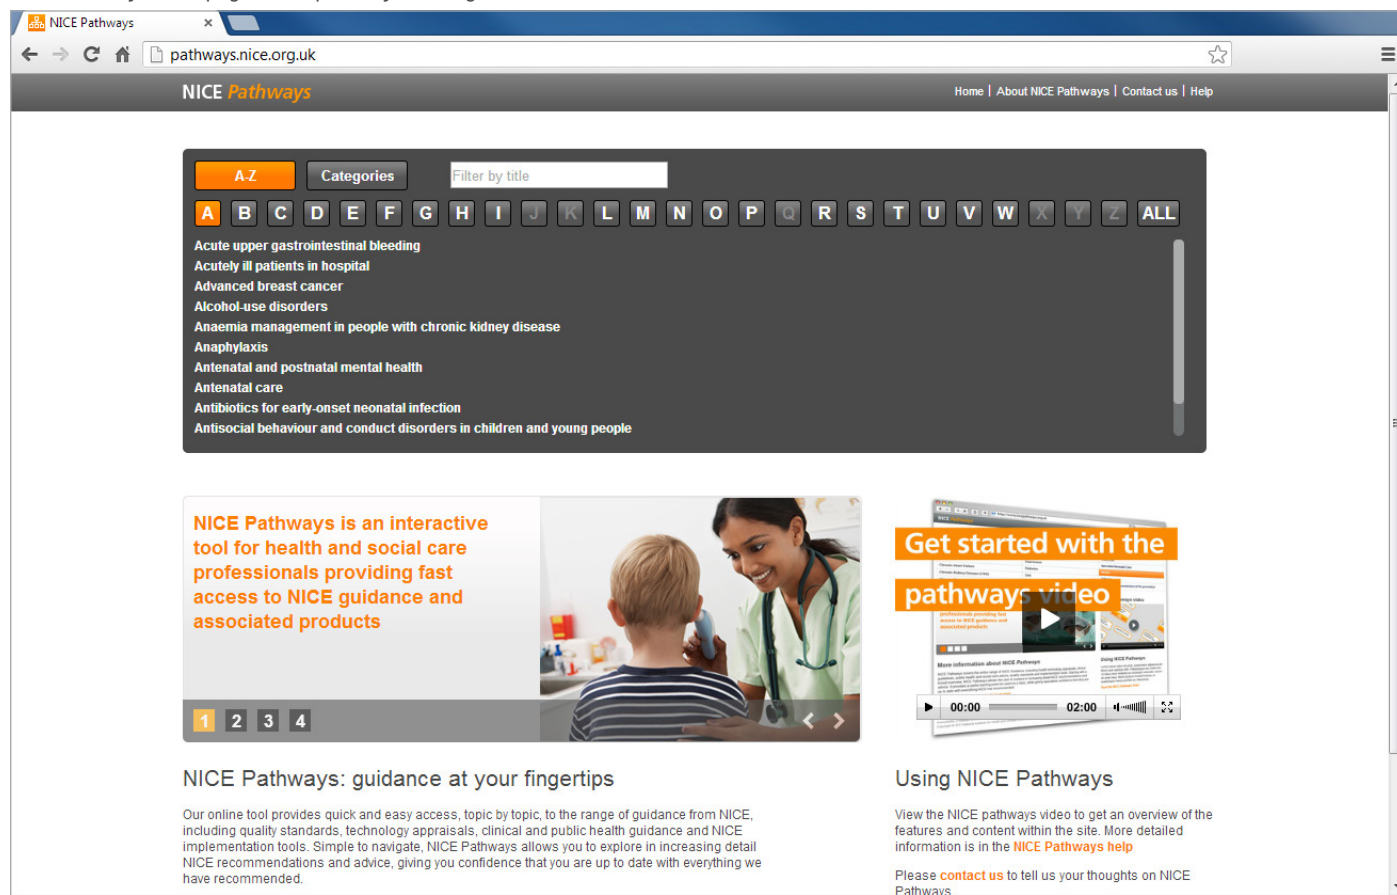 NICE Pathways
pathways.nice.org.uk
NICE Pathways
Home | About NICE Pathways | Contact us | Help
A-Z Categories Filter by title
A B C D E F G H I J K L M N O P Q R S T U V W X Y Z ALL
Acute upper gastrointestinal bleeding
Acutely ill patients in hospital
Advanced breast cancer
Alcohol-use disorders
Anaemia management in people with chronic kidney disease
Anaphylaxis
Antenatal and postnatal mental health
Antenatal care
Antibiotics for early-onset neonatal infection
Antisocial behaviour and conduct disorders in children and young people
NICE Pathways is an interactive
tool for health and social care
professionals providing fast
access to NICE guidance and
associated products
1 2 3 4
Get started with the
pathways video
00:00 02:00
NICE Pathways: guidance at your fingertips
Our online tool provides quick and easy access, topic by topic, to the range of guidance from NICE,
including quality standards, technology appraisals, clinical and public health guidance and NICE
implementation tools. Simple to navigate, NICE Pathways allows you to explore in increasing detail
NICE recommendations and advice, giving you confidence that you are up to date with everything we
have recommended.
Using NICE Pathways
View the NICE pathways video to get an overview of the
features and content within the site. More detailed
information is in the NICE Pathways help
Please contact us to tell us your thoughts on NICE
Pathways